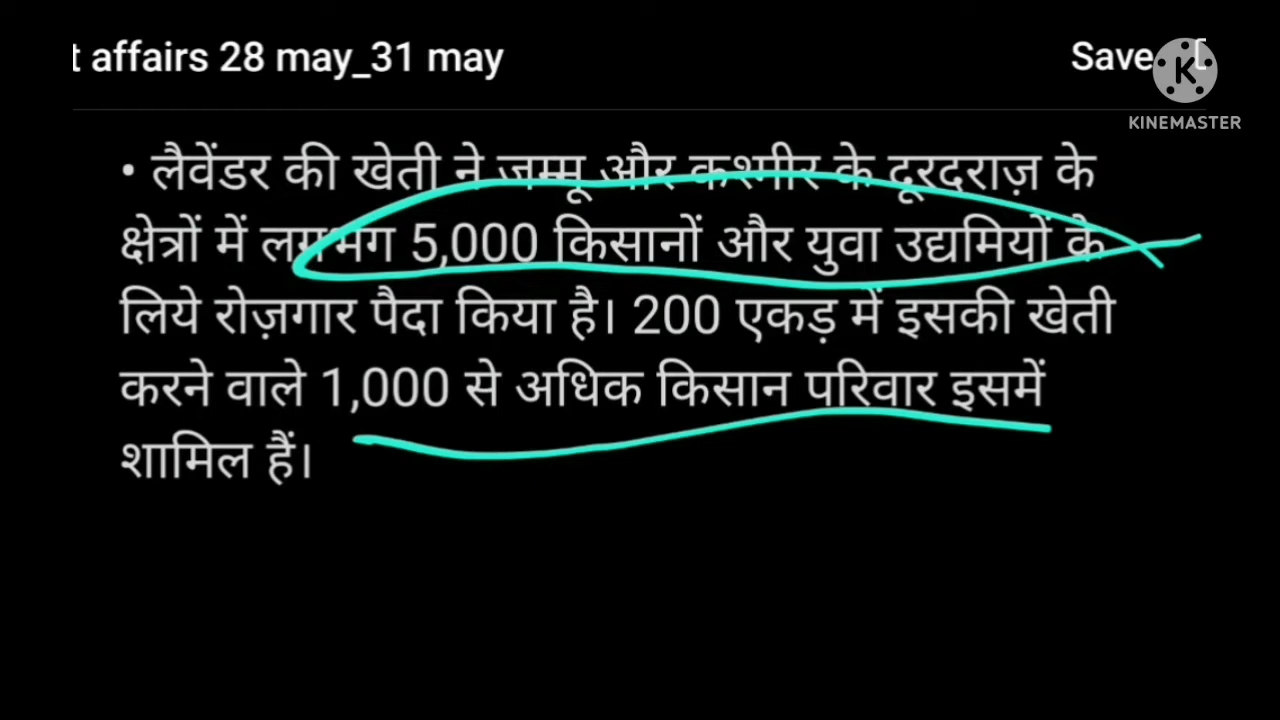 t affairs 28 may_31 may
Save
KINEMASTER
• लैवेंडर की खेती ने जम्मू और कश्मीर के दूरदराज़ के
क्षेत्रों में लगभग 5,000 किसानों और युवा उद्यमियों के
लिये रोज़गार पैदा किया है। 200 एकड़ में इसकी खेती
करने वाले 1,000 से अधिक किसान परिवार इसमें
शामिल हैं।